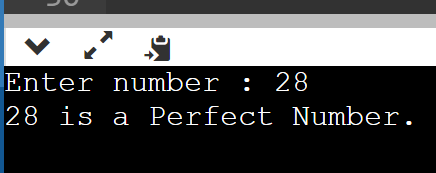 Enter number : 28
28 is a Perfect Number.